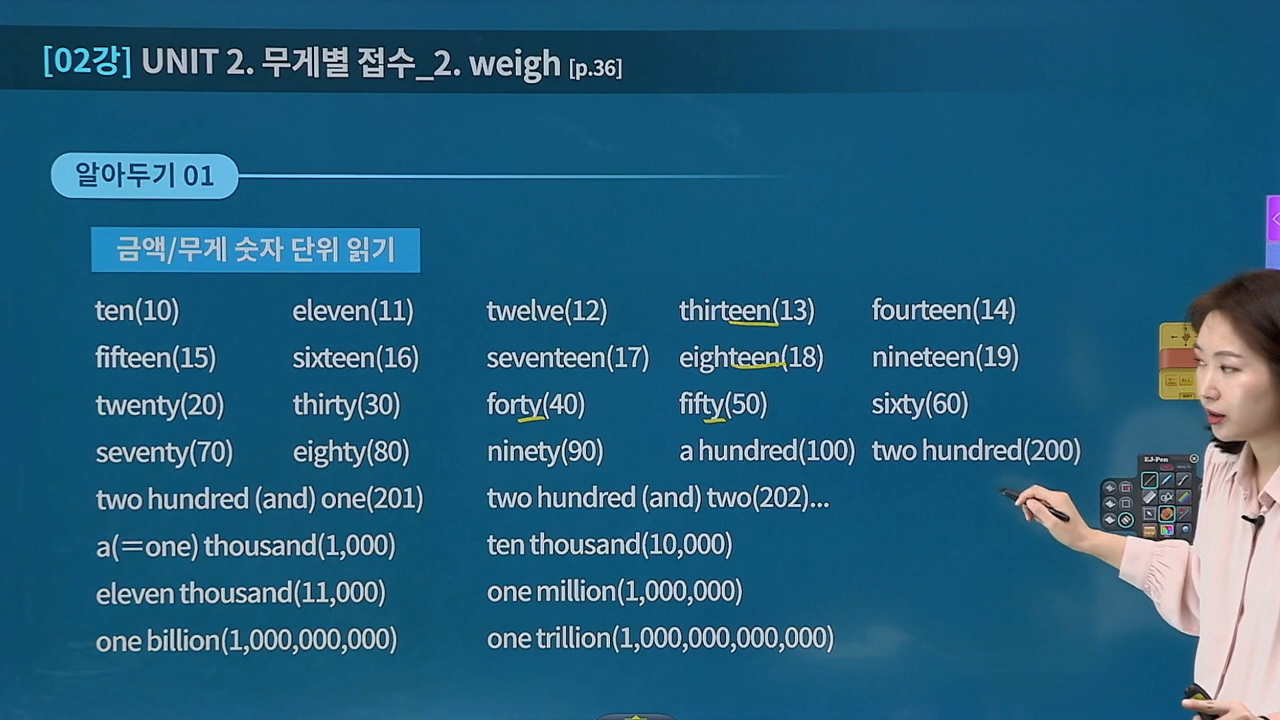 [02강] UNIT 2. 무게별 접수_2. weigh [p.36]
알아두기 01
금액/무게 숫자 단위 읽기
ten(10) eleven(11) twelve(12) thirteen(13) fourteen(14)
fifteen(15) sixteen(16) seventeen(17) eighteen(18) nineteen(19)
twenty(20) thirty(30) forty(40) fifty(50) sixty(60)
seventy(70) eighty(80) ninety(90) a hundred(100) two hundred(200)
two hundred (and) one(201) two hundred (and) two(202)...
a(=one) thousand(1,000) ten thousand(10,000)
eleven thousand(11,000) one million(1,000,000)
one billion(1,000,000,000) one trillion(1,000,000,000,000)
EJ-Pen